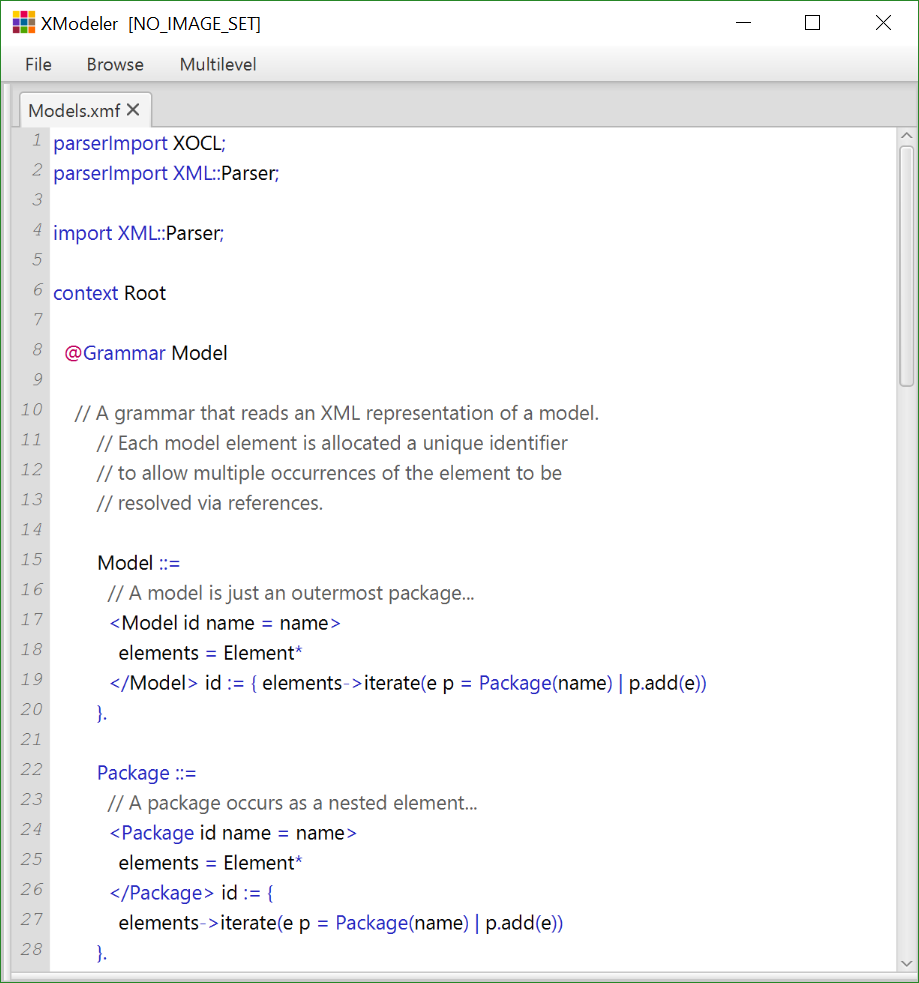 XModeler [NO_IMAGE_SET]
File Browse Multilevel
Models.xmf
1 parserImport XOCL;
2 parserImport XML::Parser;
3
4 import XML::Parser;
5
6 context Root
7
8 @Grammar Model
9
10 // A grammar that reads an XML representation of a model.
11 // Each model element is allocated a unique identifier
12 // to allow multiple occurrences of the element to be
13 // resolved via references.
14
15 Model ::=
16 // A model is just an outermost package...
17 <Model id name = name>
18 elements = Element*
19 </Model> id := { elements->iterate(e p = Package(name) | p.add(e))
20 }.
21
22 Package ::=
23 // A package occurs as a nested element...
24 <Package id name = name>
25 elements = Element*
26 </Package> id := {
27 elements->iterate(e p = Package(name) | p.add(e))
28 }.